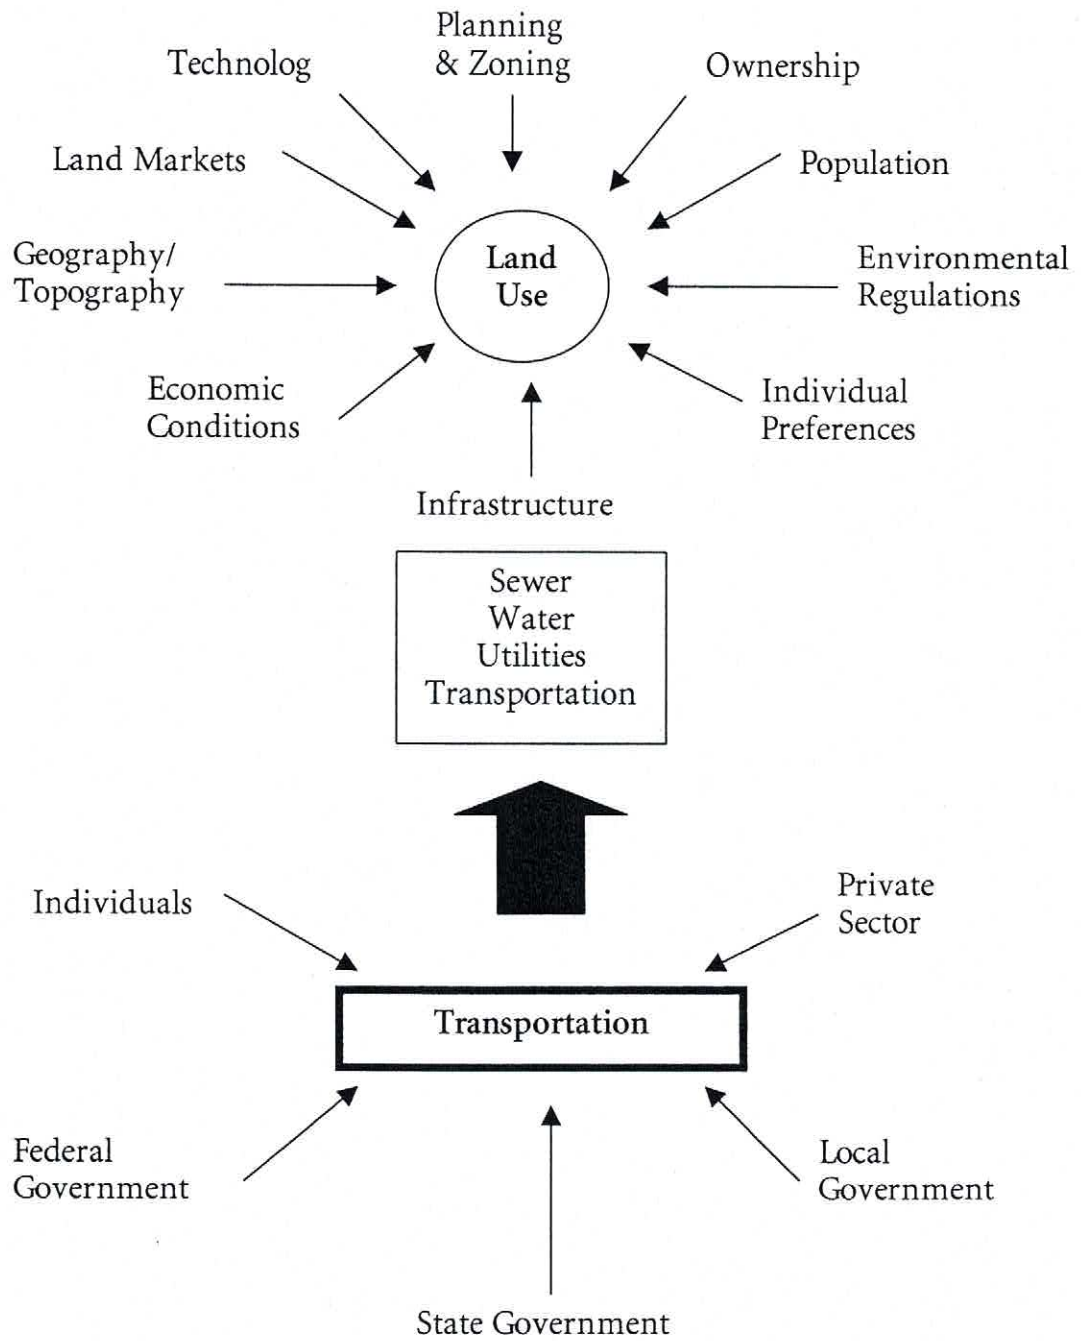 Planning
& Zoning
Technolog
Ownership
Land Markets
Population
Geography/
Topography
Land
Use
Environmental
Regulations
Economic
Conditions
Individual
Preferences
Infrastructure
Sewer
Water
Utilities
Transportation
Individuals
Private
Sector
Transportation
Federal
Government
Local
Government
State Government